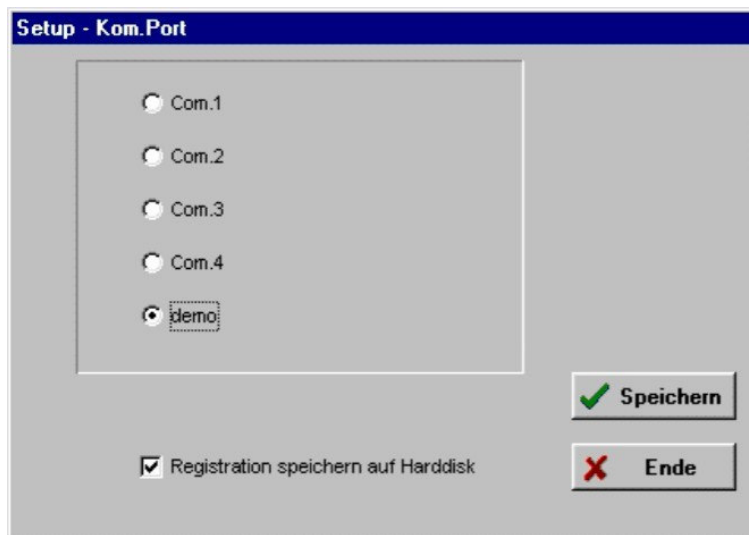 Setup - Kom.Port
Com.1
Com.2
Com.3
Com.4
demo
Speichern
Registration speichern auf Harddisk
Ende